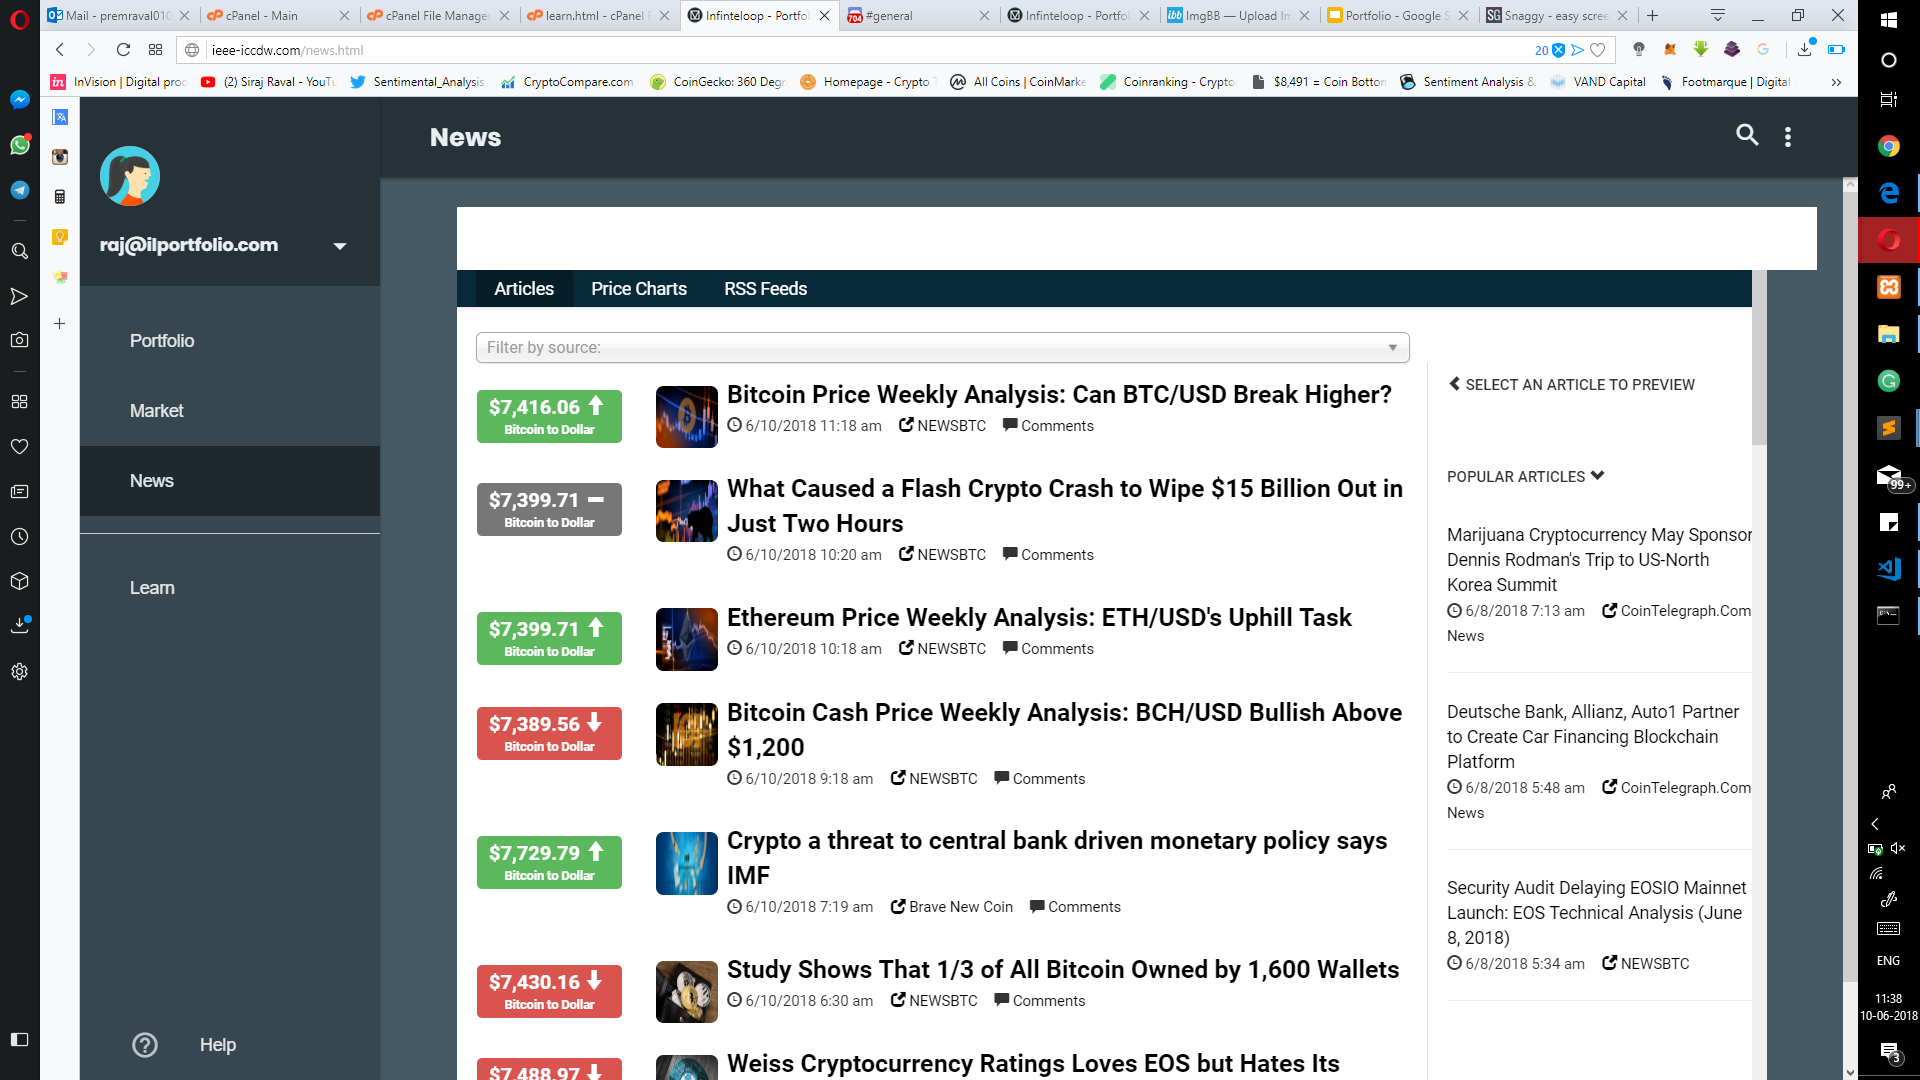 Mail - premraval010
cPanel - Main
cPanel File Manager
learn.html - cPanel F
Infinteloop - Portfol
704 #general
Infinteloop - Portfol
ImgBB — Upload Im
Portfolio - Google S
SG Snaggy - easy scree
ieee-iccdw.com/news.html
20
in InVision | Digital proc
(2) Siraj Raval - YouTu
Sentimental_Analysis
CryptoCompare.com
CoinGecko: 360 Degr
Homepage - Crypto T
All Coins | CoinMarke
Coinranking - Crypto
$8,491 = Coin Bottom
Sentiment Analysis &
VAND Capital
Footmarque | Digital
News
raj@ilportfolio.com
Portfolio
Market
News
Learn
Help
Articles Price Charts RSS Feeds
Filter by source:
$7,416.06
Bitcoin to Dollar
Bitcoin Price Weekly Analysis: Can BTC/USD Break Higher?
6/10/2018 11:18 am NEWSBTC Comments
$7,399.71
Bitcoin to Dollar
What Caused a Flash Crypto Crash to Wipe $15 Billion Out in
Just Two Hours
6/10/2018 10:20 am NEWSBTC Comments
$7,399.71
Bitcoin to Dollar
Ethereum Price Weekly Analysis: ETH/USD's Uphill Task
6/10/2018 10:18 am NEWSBTC Comments
$7,389.56
Bitcoin to Dollar
Bitcoin Cash Price Weekly Analysis: BCH/USD Bullish Above
$1,200
6/10/2018 9:18 am NEWSBTC Comments
$7,729.79
Bitcoin to Dollar
Crypto a threat to central bank driven monetary policy says
IMF
6/10/2018 7:19 am Brave New Coin Comments
$7,430.16
Bitcoin to Dollar
Study Shows That 1/3 of All Bitcoin Owned by 1,600 Wallets
6/10/2018 6:30 am NEWSBTC Comments
$7,488.97
Weiss Cryptocurrency Ratings Loves EOS but Hates Its
SELECT AN ARTICLE TO PREVIEW
POPULAR ARTICLES
Marijuana Cryptocurrency May Sponsor
Dennis Rodman's Trip to US-North
Korea Summit
6/8/2018 7:13 am CoinTelegraph.Com
News
Deutsche Bank, Allianz, Auto1 Partner
to Create Car Financing Blockchain
Platform
6/8/2018 5:48 am CoinTelegraph.Com
News
Security Audit Delaying EOSIO Mainnet
Launch: EOS Technical Analysis (June
8, 2018)
6/8/2018 5:34 am NEWSBTC
99+
ENG
11:38
10-06-2018
3